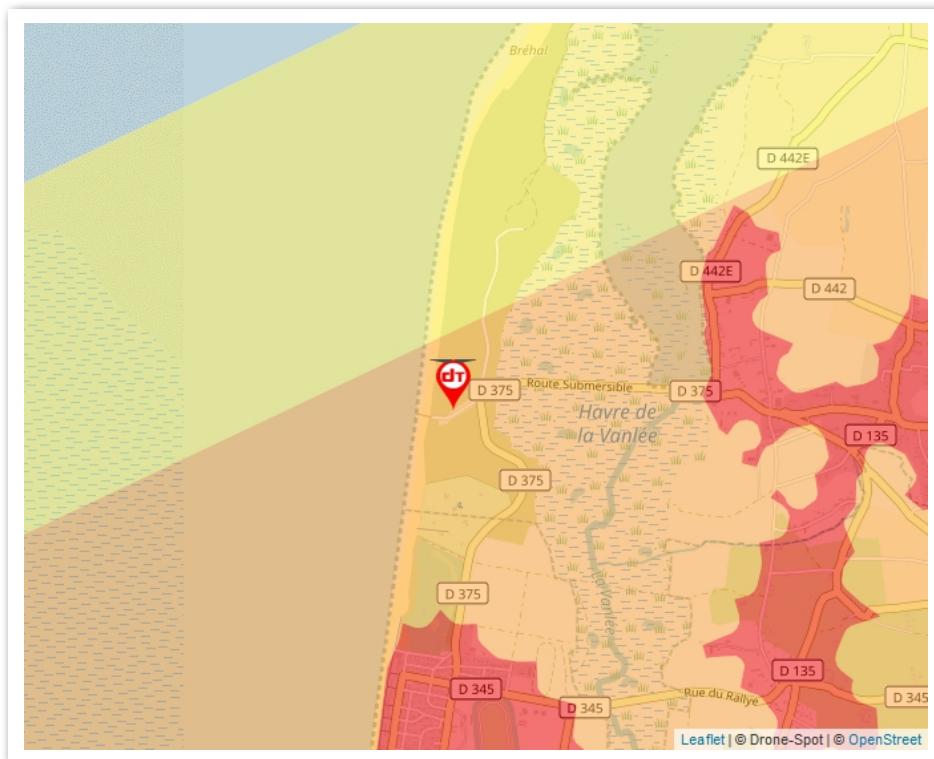 Bréhal
D 442E
D 442E
D 442
dT
D 375
Route Submersible
D 375
Havre de
la Vanlée
D 135
D 375
La Vanlée
D 375
D 135
D 345
Rue du Rallye
D 345
D 345
Leaflet | © Drone-Spot | © OpenStreet